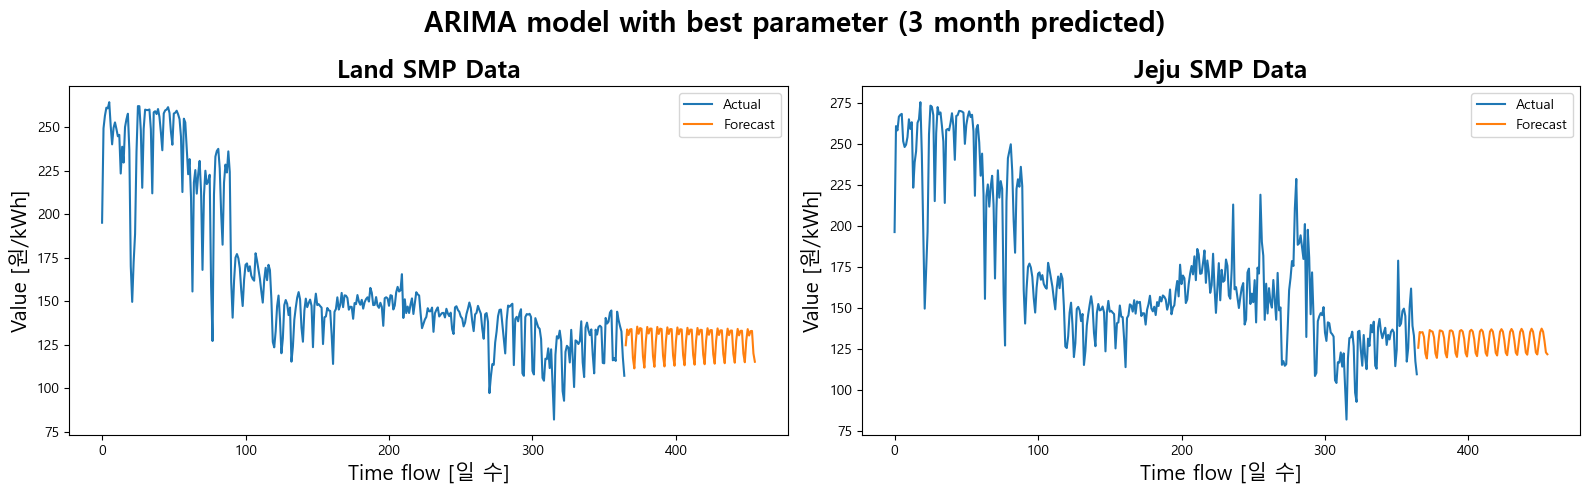 ARIMA model with best parameter (3 month predicted)
Land SMP Data
Actual
Forecast
Value [원/kWh]
250
225
200
175
150
125
100
75
0
100
200
300
400
Time flow [일 수]
Jeju SMP Data
Actual
Forecast
Value [원/kWh]
275
250
225
200
175
150
125
100
75
0
100
200
300
400
Time flow [일 수]